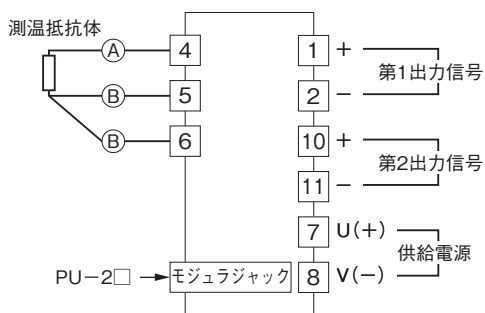 測温抵抗体
A 4
B 5
B 6
1 +
第1出力信号
2 −
10 +
第2出力信号
11 −
7 U(+)
供給電源
8 V(−)
PU−2□ モジュラジャック